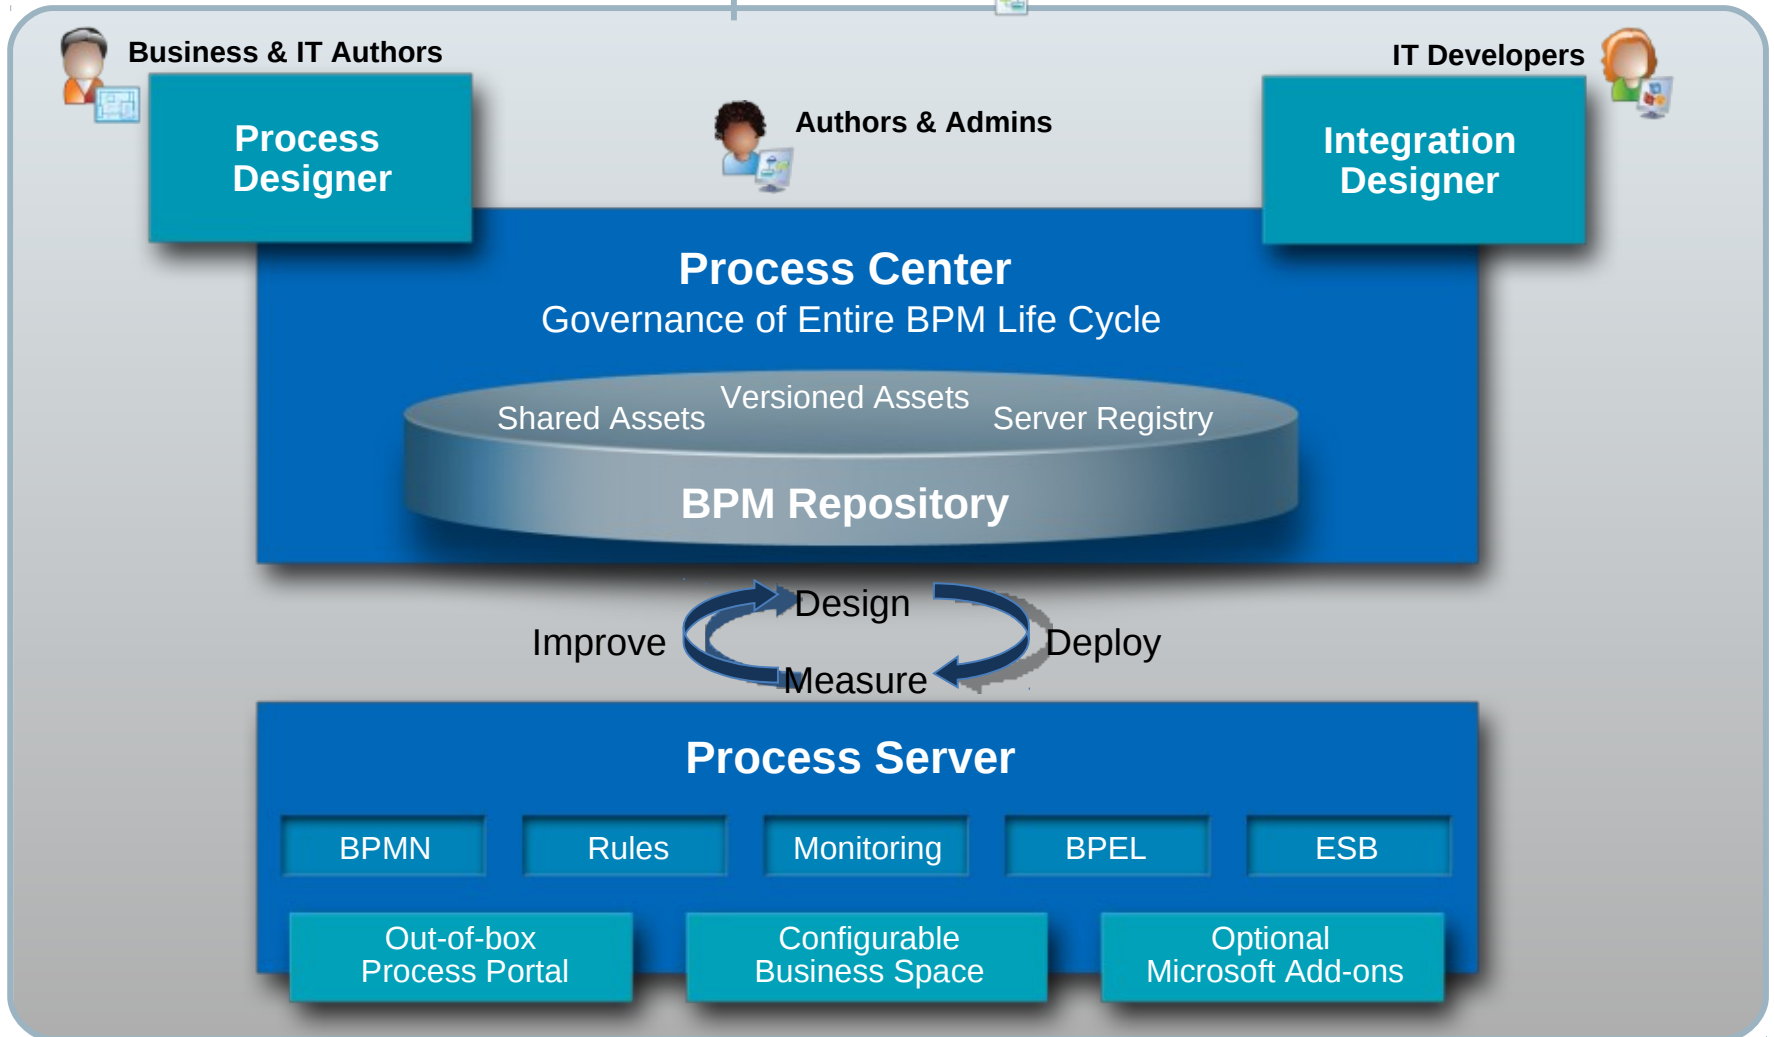 Business & IT Authors
IT Developers
Process
Designer
Authors & Admins
Integration
Designer
Process Center
Governance of Entire BPM Life Cycle
Shared Assets
Versioned Assets
Server Registry
BPM Repository
Design
Improve
Deploy
Measure
Process Server
BPMN
Rules
Monitoring
BPEL
ESB
Out-of-box
Process Portal
Configurable
Business Space
Optional
Microsoft Add-ons